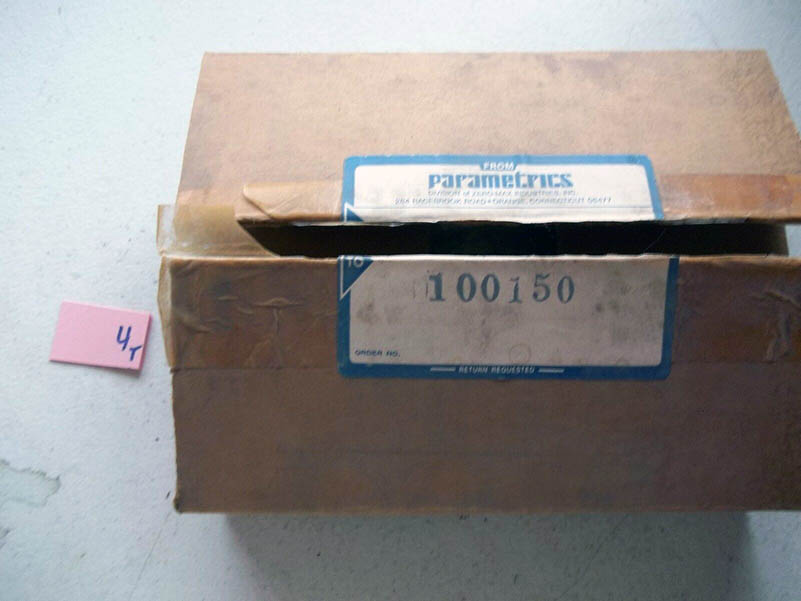 FROM
parametrics
DIVISION of ZERO-MAX INDUSTRIES, INC.
284 RACEBROOK ROAD • ORANGE, CONNECTICUT 06477
TO
100150
ORDER NO.
RETURN REQUESTED
4T